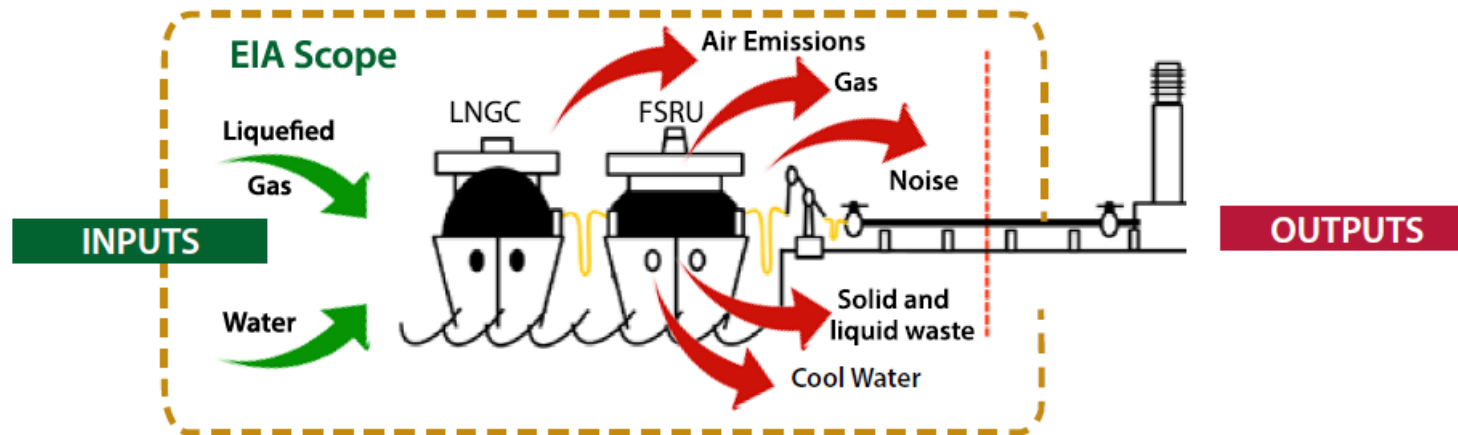 EIA Scope
Air Emissions
Gas
LNGC
FSRU
Liquefied
Gas
Noise
INPUTS
OUTPUTS
Water
Solid and
liquid waste
Cool Water